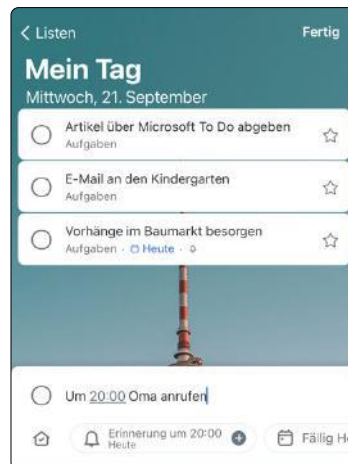 Listen
Fertig
Mein Tag
Mittwoch, 21. September
Artikel über Microsoft To Do abgeben
Aufgaben
E-Mail an den Kindergarten
Aufgaben
Vorhänge im Baumarkt besorgen
Aufgaben · Heute ·
Um 20:00 Oma anrufen
Erinnerung um 20:00
Heute
Fällig He